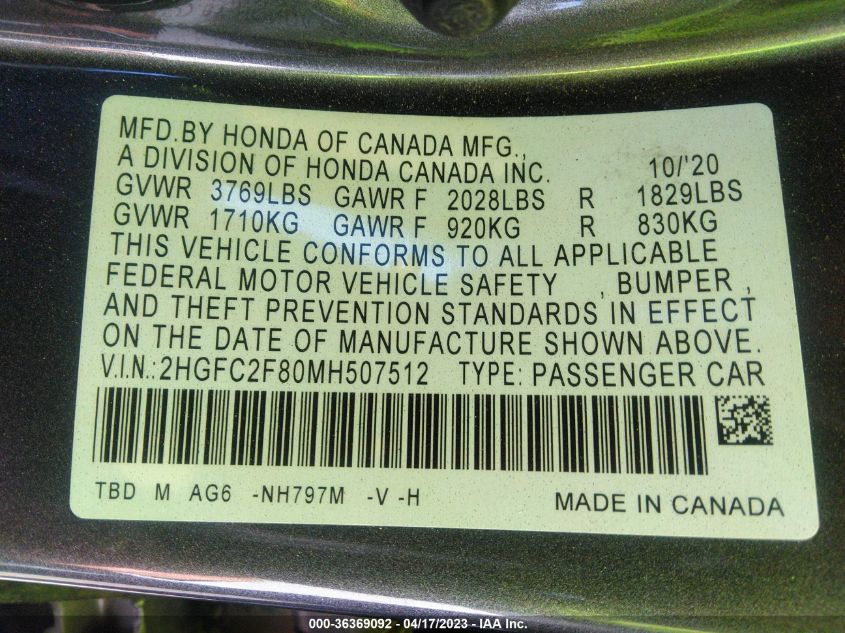 MFD.BY HONDA OF CANADA MFG.,
A DIVISION OF HONDA CANADA INC. 10/'20
GVWR 3769LBS GAWR F 2028LBS R 1829LBS
GVWR 1710KG GAWR F 920KG R 830KG
THIS VEHICLE CONFORMS TO ALL APPLICABLE
FEDERAL MOTOR VEHICLE SAFETY , BUMPER ,
AND THEFT PREVENTION STANDARDS IN EFFECT
ON THE DATE OF MANUFACTURE SHOWN ABOVE.
V.I.N.:2HGFC2F80MH507512 TYPE: PASSENGER CAR
TBD M AG6 -NH797M -V -H MADE IN CANADA
000-36369092 - 04/17/2023 - IAA Inc.